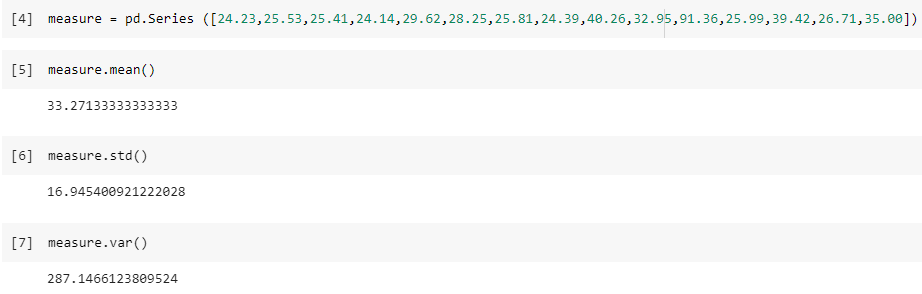 [4] measure = pd.Series ([24.23,25.53,25.41,24.14,29.62,28.25,25.81,24.39,40.26,32.95,91.36,25.99,39.42,26.71,35.00])
[5] measure.mean()
33.27133333333333
[6] measure.std()
16.945400921222028
[7] measure.var()
287.1466123809524